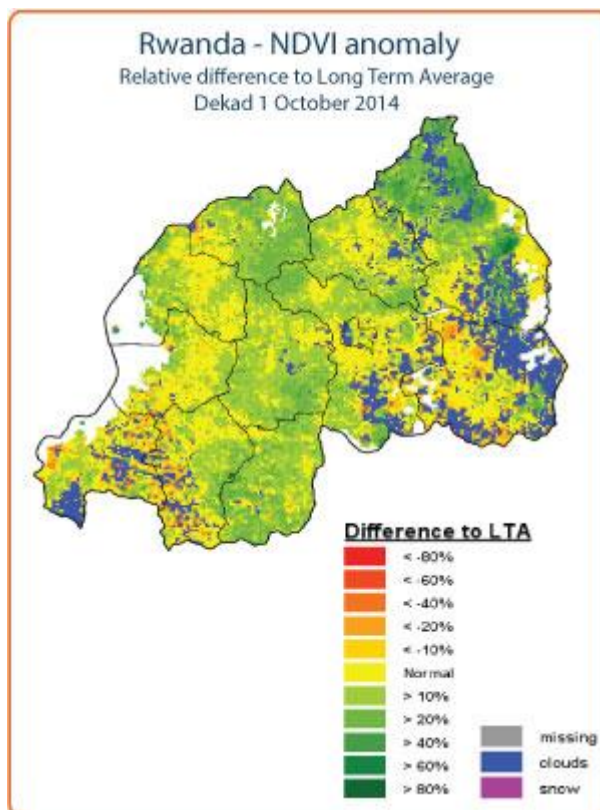 Rwanda - NDVI anomaly
Relative difference to Long Term Average
Dekad 1 October 2014
Difference to LTA
< -80%
< -60%
< -40%
< -20%
< -10%
Normal
> 10%
> 20%
> 40%
> 60%
> 80%
missing
clouds
snow